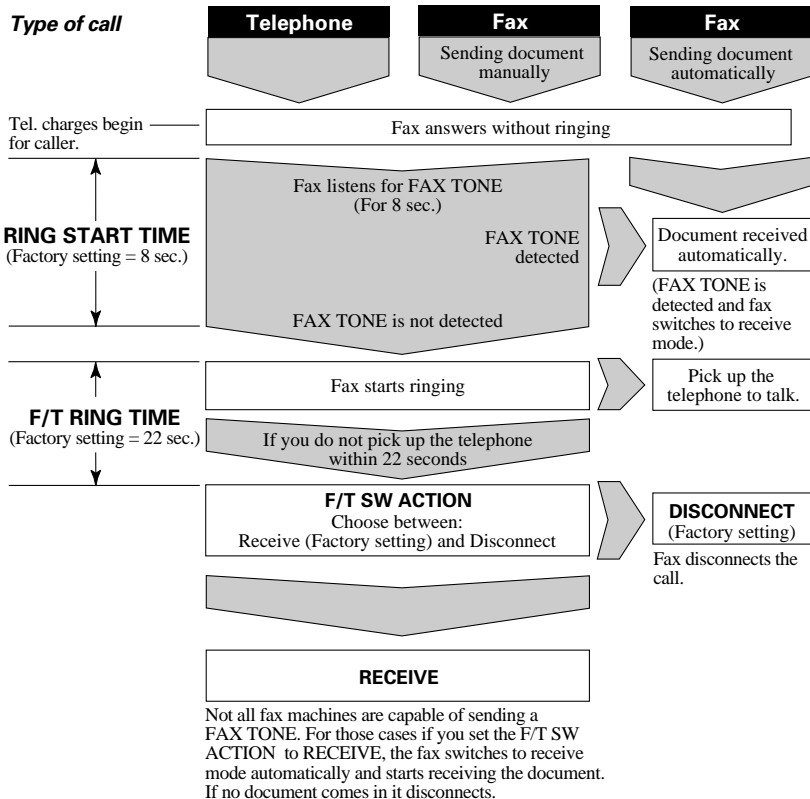 Type of call
Telephone
Fax
Fax
Sending document
manually
Sending document
automatically
Tel. charges begin
for caller.
Fax answers without ringing
RING START TIME
(Factory setting = 8 sec.)
Fax listens for FAX TONE
(For 8 sec.)
FAX TONE
detected
FAX TONE is not detected
Document received
automatically.
(FAX TONE is
detected and fax
switches to receive
mode.)
F/T RING TIME
(Factory setting = 22 sec.)
Fax starts ringing
Pick up the
telephone to talk.
If you do not pick up the telephone
within 22 seconds
F/T SW ACTION
Choose between:
Receive (Factory setting) and Disconnect
DISCONNECT
(Factory setting)
Fax disconnects the
call.
RECEIVE
Not all fax machines are capable of sending a
FAX TONE. For those cases if you set the F/T SW
ACTION to RECEIVE, the fax switches to receive
mode automatically and starts receiving the document.
If no document comes in it disconnects.